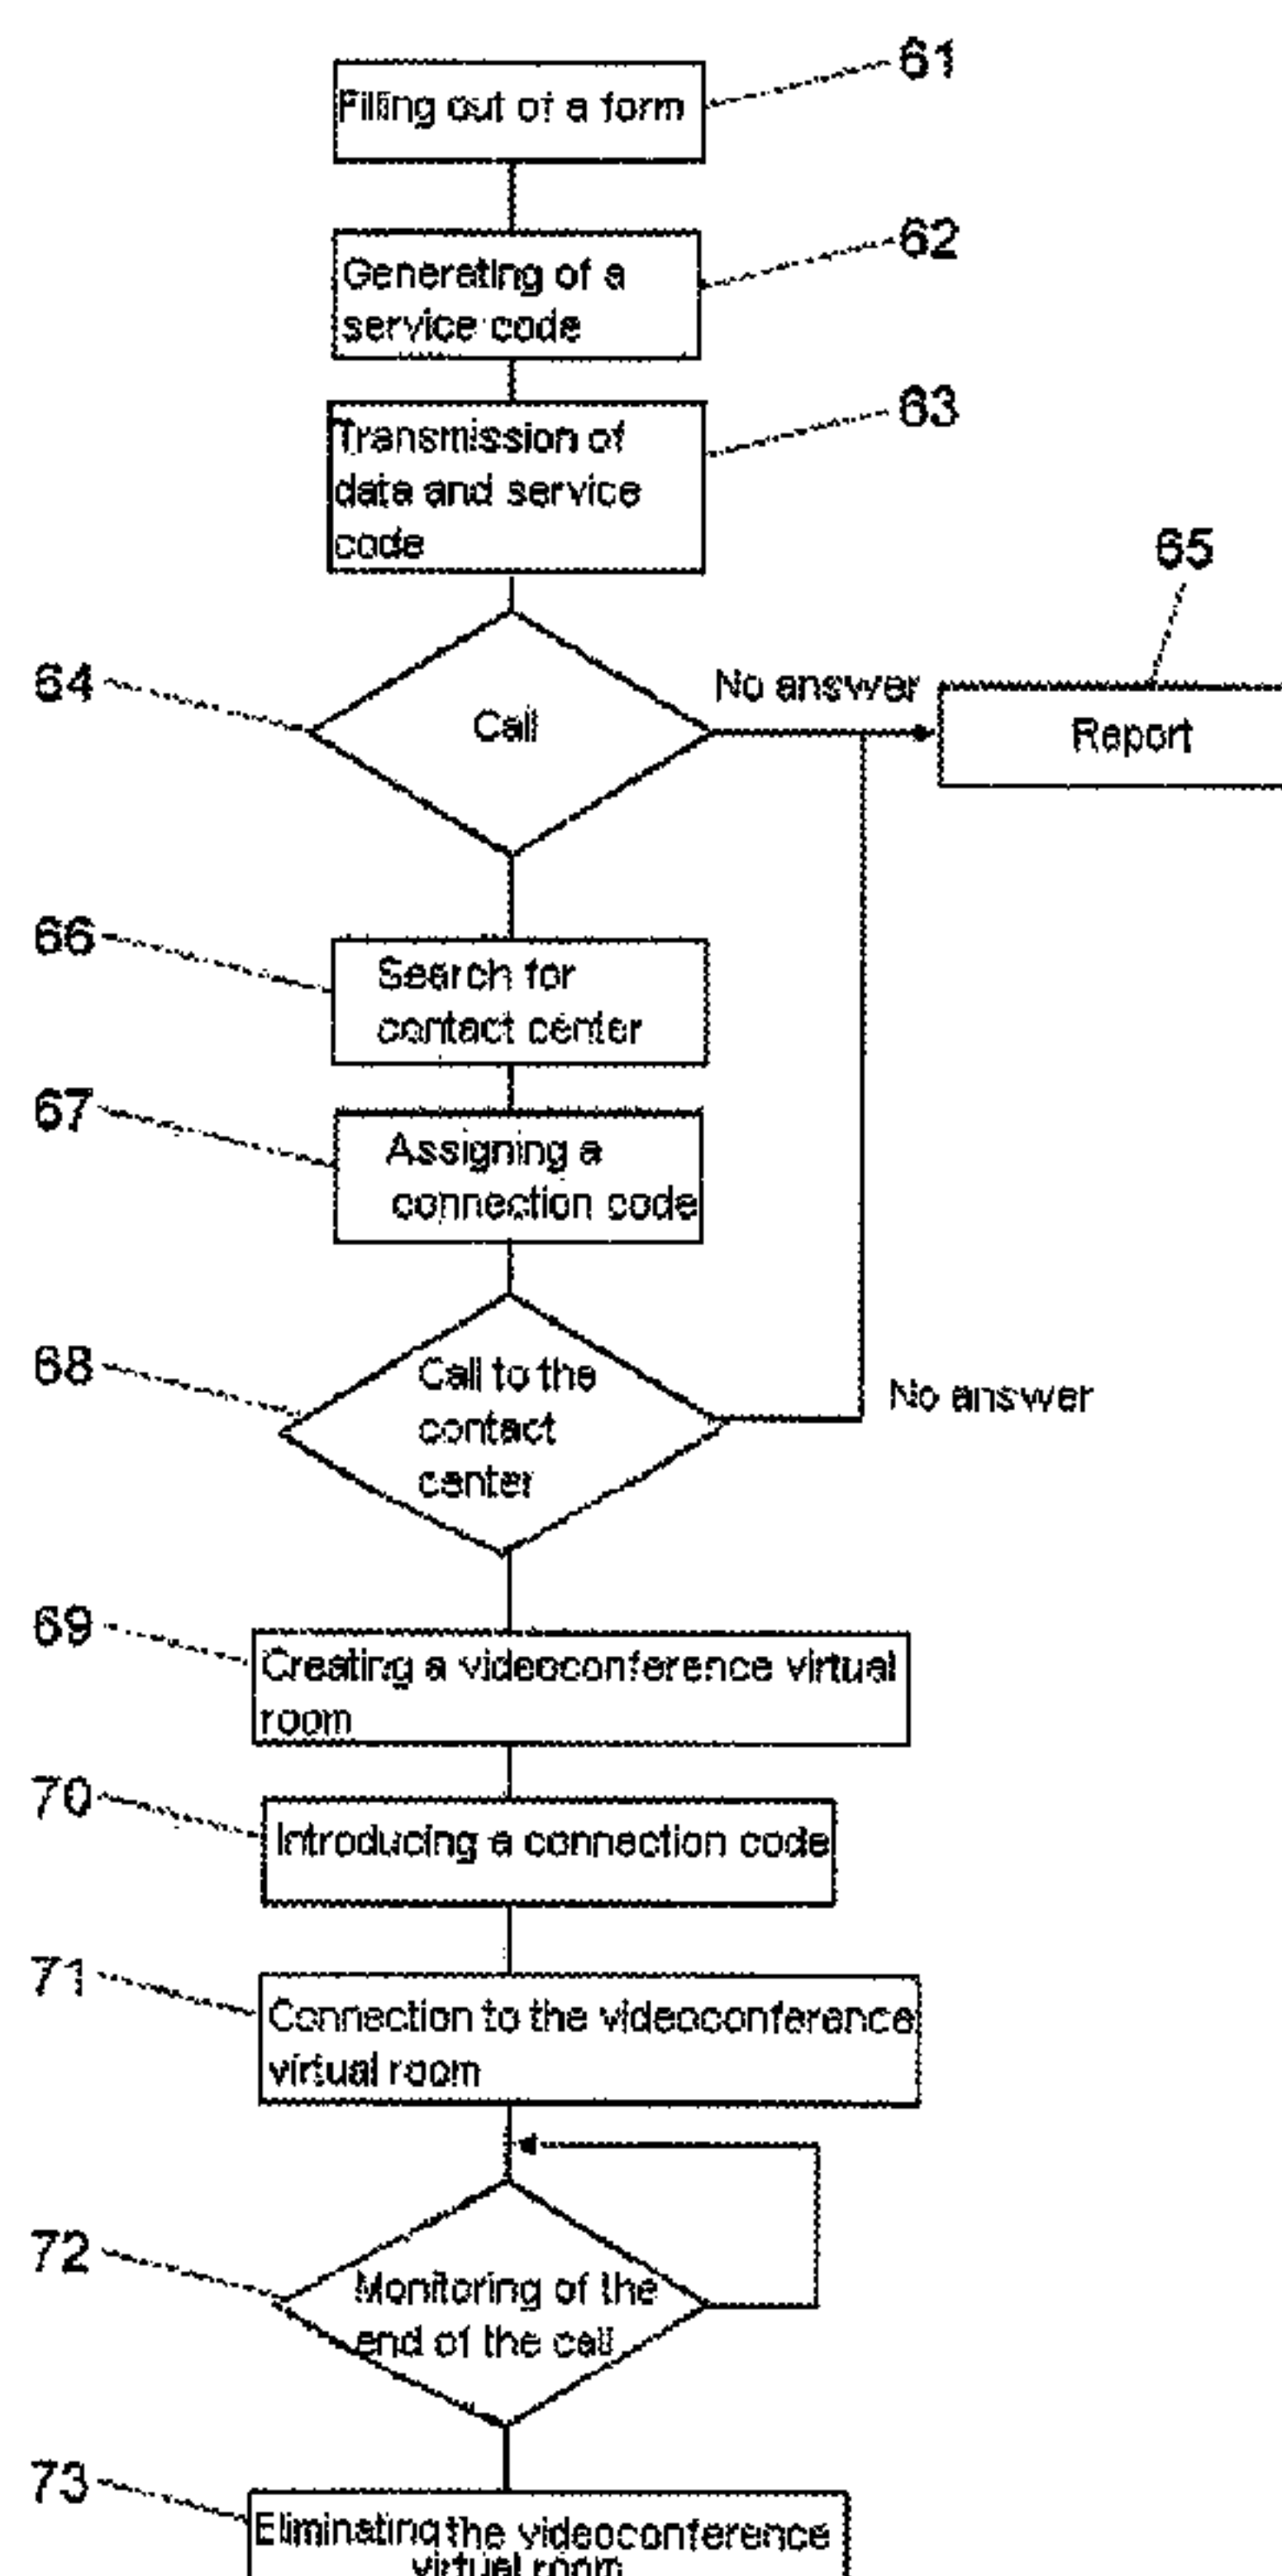 61
Filling out of a form
62
Generating of a
service code
63
Transmission of
data and service
code
65
64
Call
No answer
Report
66
Search for
contact center
67
Assigning a
connection code
68
Call to the
contact
center
No answer
69
Creating a videoconference virtual
room
70
Introducing a connection code
71
Connection to the videoconference
virtual room
72
Monitoring of the
end of the call
73
Eliminating the videoconference
virtual room